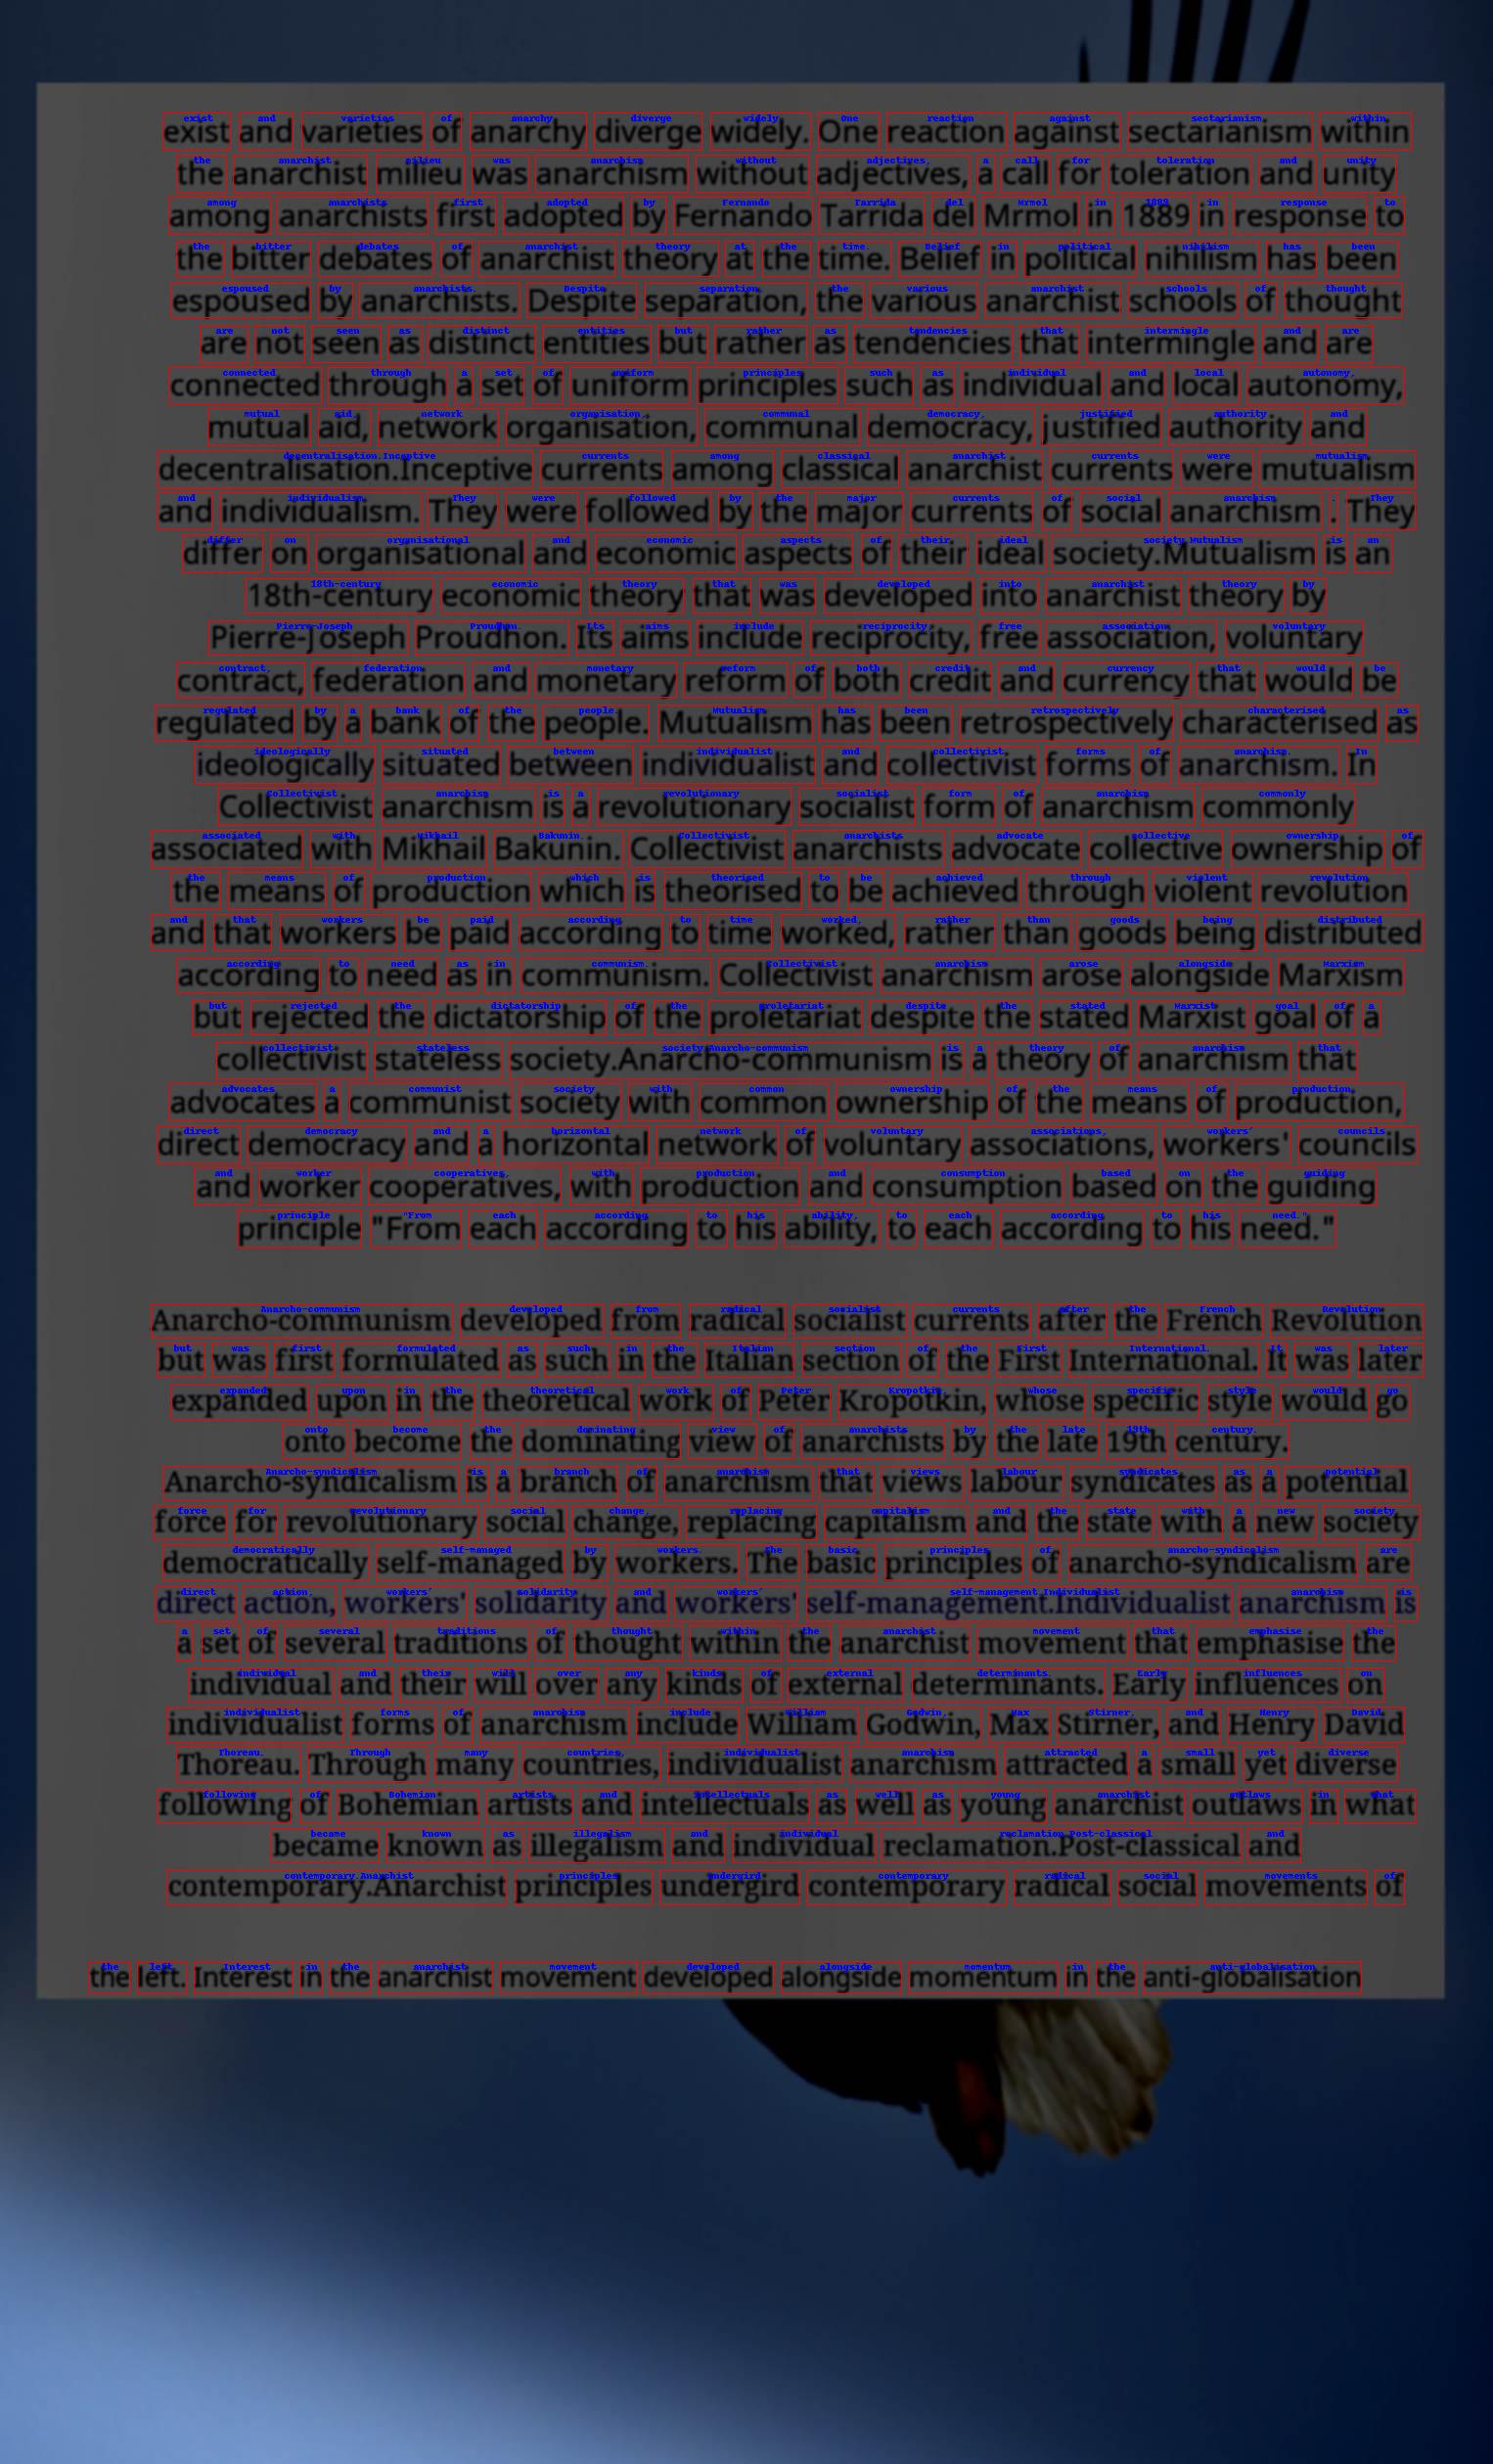 exist and varieties of anarchy diverge widely. One reaction against sectarianism within
the anarchist milieu was anarchism without adjectives, a call for toleration and unity
among anarchists first adopted by Fernando Tarrida del Mrmol in 1889 in response to
the bitter debates of anarchist theory at the time. Belief in political nihilism has been
espoused by anarchists. Despite separation, the various anarchist schools of thought
are not seen as distinct entities but rather as tendencies that intermingle and are
connected through a set of uniform principles such as individual and local autonomy,
mutual aid, network organisation, communal democracy, justified authority and
decentralisation.Inceptive currents among classical anarchist currents were mutualism
and individualism. They were followed by the major currents of social anarchism . They
differ on organisational and economic aspects of their ideal society.Mutualism is an
18th-century economic theory that was developed into anarchist theory by
Pierre-Joseph Proudhon. Its aims include reciprocity, free association, voluntary
contract, federation and monetary reform of both credit and currency that would be
regulated by a bank of the people. Mutualism has been retrospectively characterised as
ideologically situated between individualist and collectivist forms of anarchism. In
Collectivist anarchism is a revolutionary socialist form of anarchism commonly
associated with Mikhail Bakunin. Collectivist anarchists advocate collective ownership of
the means of production which is theorised to be achieved through violent revolution
and that workers be paid according to time worked, rather than goods being distributed
according to need as in communism. Collectivist anarchism arose alongside Marxism
but rejected the dictatorship of the proletariat despite the stated Marxist goal of a
collectivist stateless society.Anarcho-communism is a theory of anarchism that
advocates a communist society with common ownership of the means of production,
direct democracy and a horizontal network of voluntary associations, workers' councils
and worker cooperatives, with production and consumption based on the guiding
principle "From each according to his ability, to each according to his need."
Anarcho-communism developed from radical socialist currents after the French Revolution
but was first formulated as such in the Italian section of the First International. It was later
expanded upon in the theoretical work of Peter Kropotkin, whose specific style would go
onto become the dominating view of anarchists by the late 19th century.
Anarcho-syndicalism is a branch of anarchism that views labour syndicates as a potential
force for revolutionary social change, replacing capitalism and the state with a new society
democratically self-managed by workers. The basic principles of anarcho-syndicalism are
direct action, workers' solidarity and workers' self-management.Individualist anarchism is
a set of several traditions of thought within the anarchist movement that emphasise the
individual and their will over any kinds of external determinants. Early influences on
individualist forms of anarchism include William Godwin, Max Stirner, and Henry David
Thoreau. Through many countries, individualist anarchism attracted a small yet diverse
following of Bohemian artists and intellectuals as well as young anarchist outlaws in what
became known as illegalism and individual reclamation.Post-classical and
contemporary.Anarchist principles undergird contemporary radical social movements of
the left. Interest in the anarchist movement developed alongside momentum in the anti-globalisation